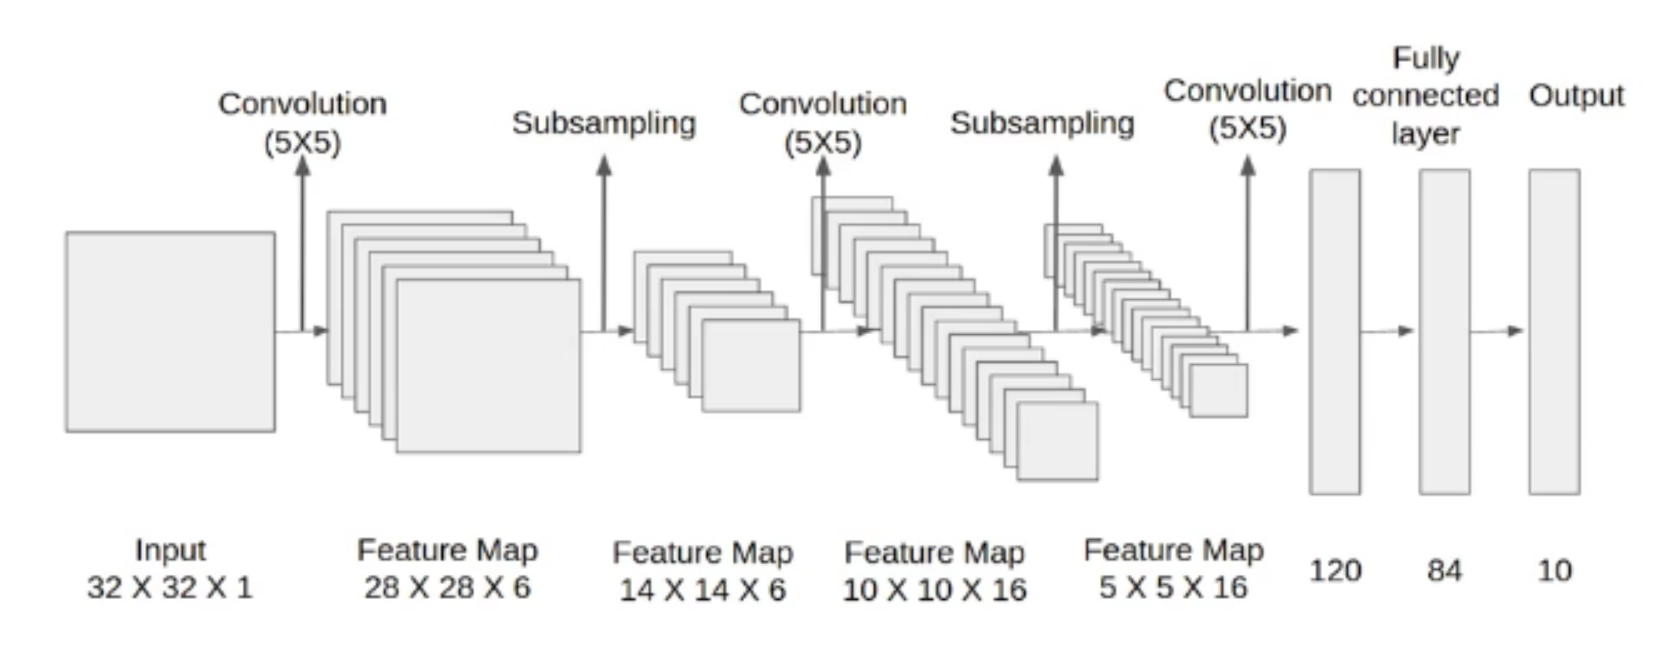 Convolution
(5X5)
Subsampling
Convolution
(5X5)
Subsampling
Convolution
(5X5)
Fully
connected
layer
Output
Input
32 X 32 X 1
Feature Map
28 X 28 X 6
Feature Map
14 X 14 X 6
Feature Map
10 X 10 X 16
Feature Map
5 X 5 X 16
120
84
10